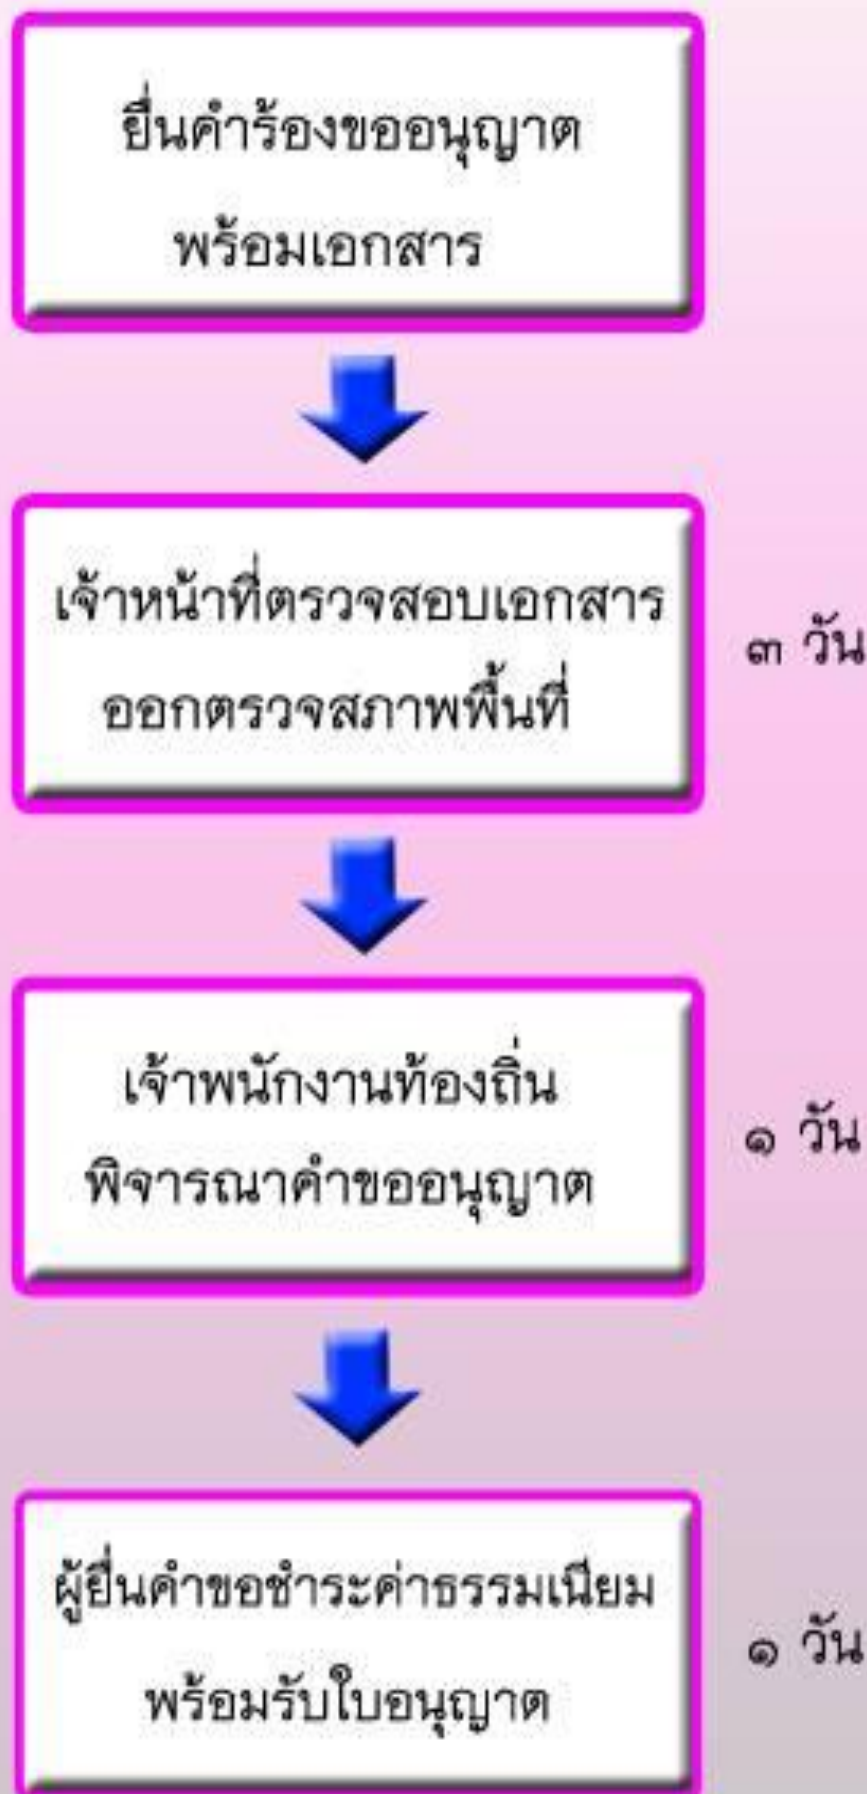 ยื่นคำร้องขออนุญาต
พร้อมเอกสาร
เจ้าหน้าที่ตรวจสอบเอกสาร
ออกตรวจสภาพพื้นที่
๓ วัน
เจ้าพนักงานท้องถิ่น
พิจารณาคำขออนุญาต
๑ วัน
ผู้ยื่นคำขอชำระค่าธรรมเนียม
พร้อมรับใบอนุญาต
๑ วัน